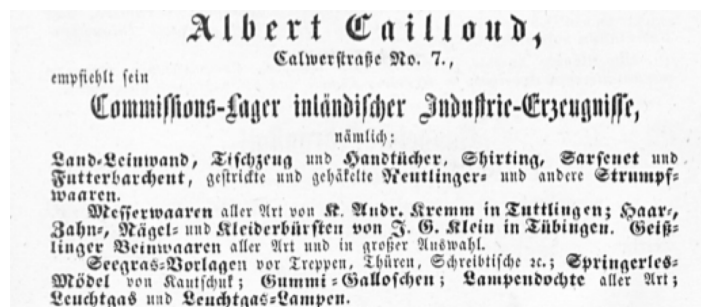 Albert Cailloud,
Calwerstraße No. 7.,
empfiehlt sein
Commissions-Lager inländischer Industrie-Erzeugnisse,
nämlich:
Land-Leinwand, Tischzeug und Handtücher, Shirting, Sarsenet und
Futterbarchent, gestrickte und gehäkelte Reutlinger- und andere Strumpf-
waaren.
Messerwaaren aller Art von K. Andr. Kremm in Tuttlingen; Haar-,
Zahn-, Nägel- und Kleiderbürsten von J. G. Klein in Tübingen. Geiß-
linger Beinwaaren aller Art und in großer Auswahl.
Seegras-Vorlagen vor Treppen, Thüren, Schreibtische ꝛc.; Springerles-
Mödel von Kautschuk; Gummi-Galloschen; Lampendochte aller Art;
Leuchtgas und Leuchtgas-Lampen.